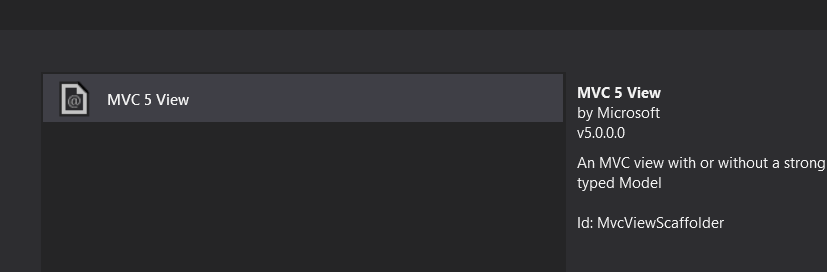 MVC 5 View
MVC 5 View
by Microsoft
v5.0.0.0
An MVC view with or without a strong
typed Model
Id: MvcViewScaffolder